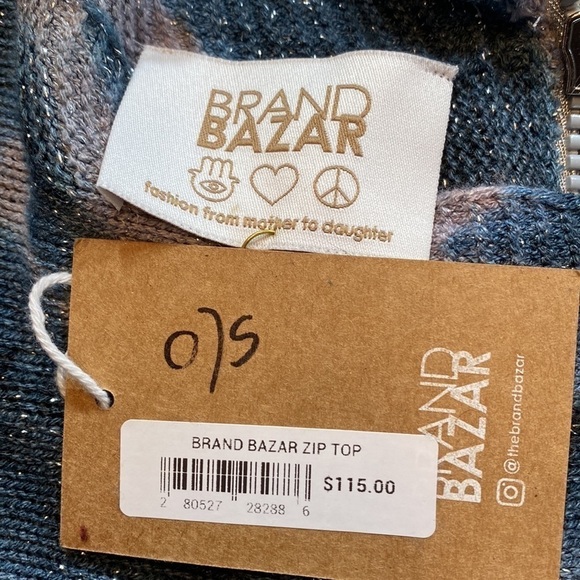 BRAND
BAZAR
fashion from mother to daughter
O/S
BRAND
BAZAR
@thebrandbazar
BRAND BAZAR ZIP TOP
$115.00
2 80527 28288 6